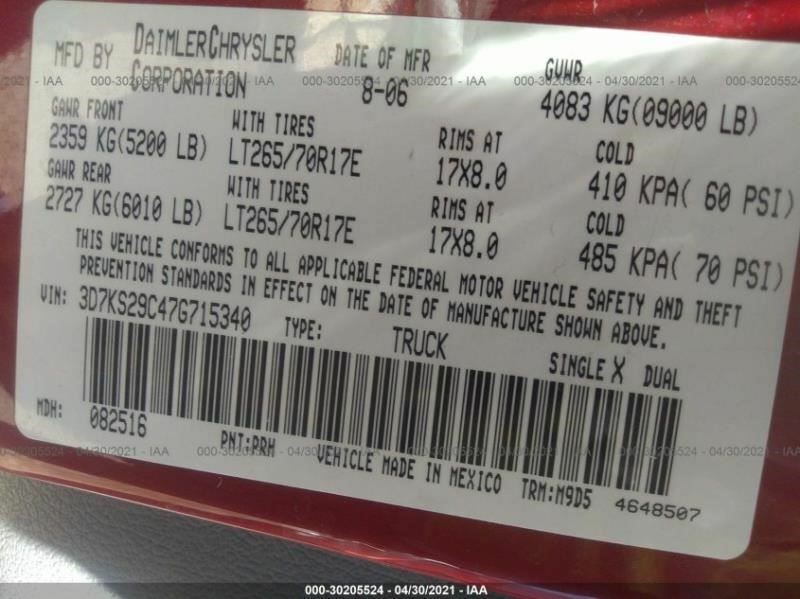 MFD BY DAIMLERCHRYSLER CORPORATION
DATE OF MFR 8-06
GVWR 4083 KG(09000 LB)
GAWR FRONT 2359 KG(5200 LB)
WITH TIRES LT265/70R17E
RIMS AT 17X8.0
COLD 410 KPA( 60 PSI)
GAWR REAR 2727 KG(6010 LB)
WITH TIRES LT265/70R17E
RIMS AT 17X8.0
COLD 485 KPA( 70 PSI)
THIS VEHICLE CONFORMS TO ALL APPLICABLE FEDERAL MOTOR VEHICLE SAFETY AND THEFT
PREVENTION STANDARDS IN EFFECT ON THE DATE OF MANUFACTURE SHOWN ABOVE.
VIN: 3D7KS29C47G715340 TYPE: TRUCK
SINGLE X DUAL
MDH: 082516
PNT:PRH
VEHICLE MADE IN MEXICO
TRM:M9D5
4648507
000-30205524 - 04/30/2021 - IAA